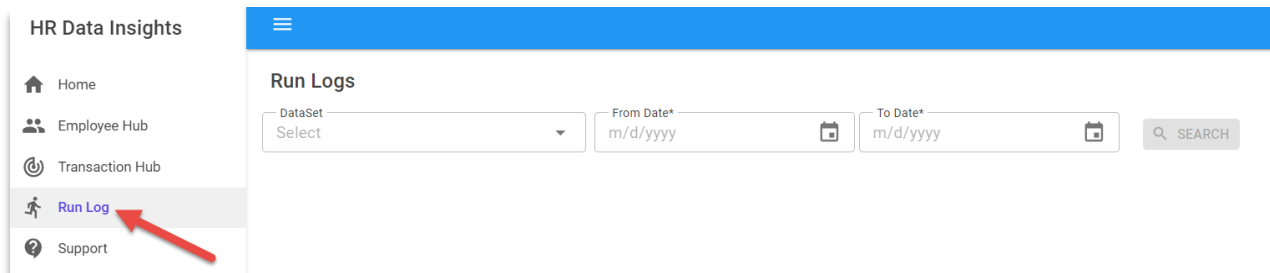 HR Data Insights
Home
Employee Hub
Transaction Hub
Run Log
Support
Run Logs
DataSet
Select
From Date*
m/d/yyyy
To Date*
m/d/yyyy
SEARCH